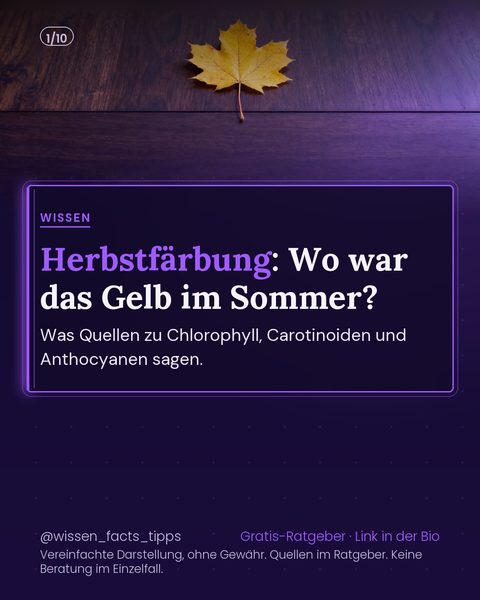 1/10
WISSEN
Herbstfärbung: Wo war
das Gelb im Sommer?
Was Quellen zu Chlorophyll, Carotinoiden und
Anthocyanen sagen.
@wissen_facts_tipps
Gratis-Ratgeber · Link in der Bio
Vereinfachte Darstellung, ohne Gewähr. Quellen im Ratgeber. Keine
Beratung im Einzelfall.